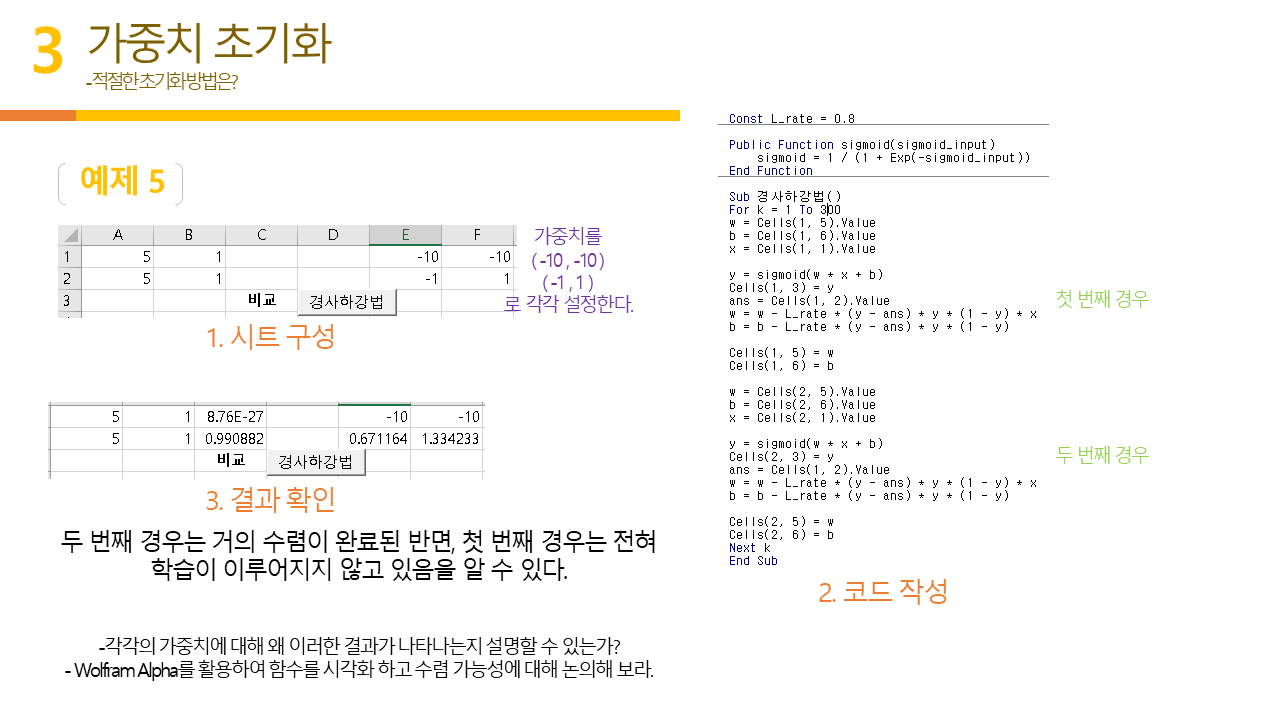 3 가중치 초기화
-적절한 초기화 방법은?
예제 5
A B C D E F
1 5 1 -10 -10
2 5 1 -1 1
3 비교 경사하강법
가중치를
( -10 , -10 )
( -1 , 1 )
로 각각 설정한다.
1. 시트 구성
5 1 8.76E-27 -10 -10
5 1 0.990882 0.671164 1.334233
비교 경사하강법
3. 결과 확인
두 번째 경우는 거의 수렴이 완료된 반면, 첫 번째 경우는 전혀
학습이 이루어지지 않고 있음을 알 수 있다.
-각각의 가중치에 대해 왜 이러한 결과가 나타나는지 설명할 수 있는가?
- Wolfram Alpha를 활용하여 함수를 시각화 하고 수렴 가능성에 대해 논의해 보라.
Const L_rate = 0.8
Public Function sigmoid(sigmoid_input)
sigmoid = 1 / (1 + Exp(-sigmoid_input))
End Function
Sub 경사하강법()
For k = 1 To 300
w = Cells(1, 5).Value
b = Cells(1, 6).Value
x = Cells(1, 1).Value
y = sigmoid(w * x + b)
Cells(1, 3) = y
ans = Cells(1, 2).Value
w = w - L_rate * (y - ans) * y * (1 - y) * x
b = b - L_rate * (y - ans) * y * (1 - y)
Cells(1, 5) = w
Cells(1, 6) = b
첫 번째 경우
w = Cells(2, 5).Value
b = Cells(2, 6).Value
x = Cells(2, 1).Value
y = sigmoid(w * x + b)
Cells(2, 3) = y
ans = Cells(1, 2).Value
w = w - L_rate * (y - ans) * y * (1 - y) * x
b = b - L_rate * (y - ans) * y * (1 - y)
Cells(2, 5) = w
Cells(2, 6) = b
Next k
End Sub
두 번째 경우
2. 코드 작성